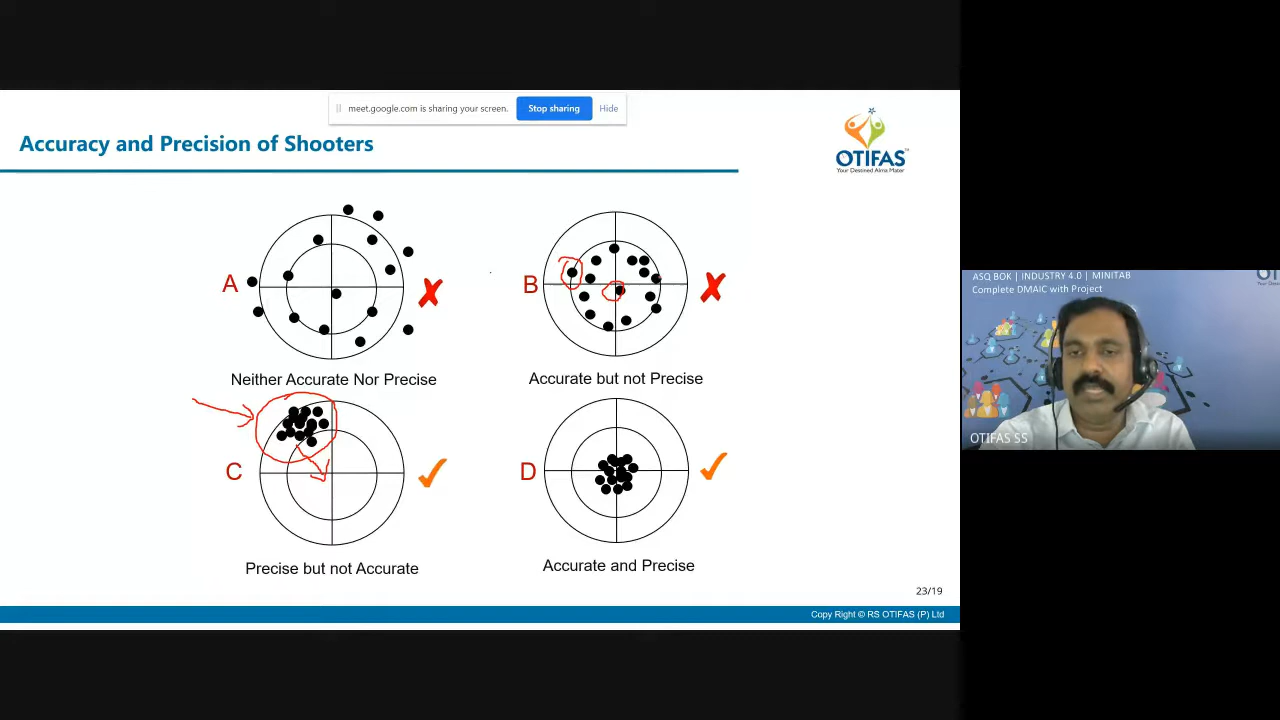 meet.google.com is sharing your screen.
Stop sharing
Hide
Accuracy and Precision of Shooters
OTIFAS
Your Destined Alma Mater
A
B
Neither Accurate Nor Precise
Accurate but not Precise
C
D
Precise but not Accurate
Accurate and Precise
23/19
Copy Right © RS OTIFAS (P) Ltd
ASQ BOK | INDUSTRY 4.0 | MINITAB
Complete DMAIC with Project
OTIFAS SS